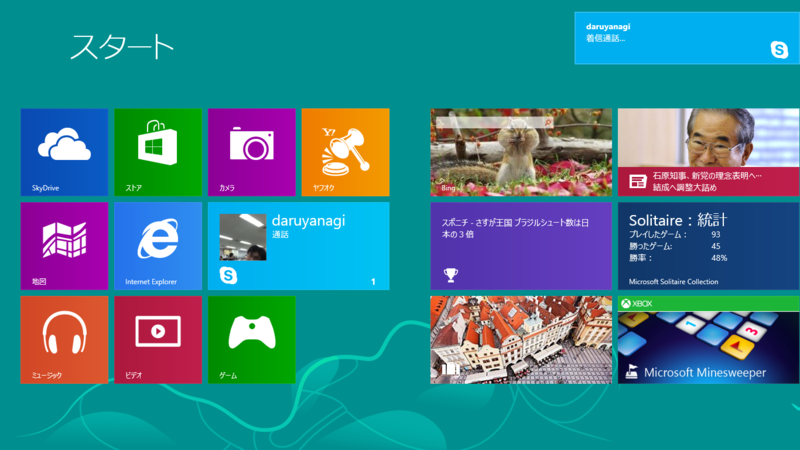 スタート
daruyanagi
着信通話...
SkyDrive
ストア
カメラ
Y!
ヤフオク
地図
Internet Explorer
daruyanagi
通話
1
ミュージック
ビデオ
ゲーム
Bing
石原知事、新党の理念表明へ…
結成へ調整大詰め
スポニチ - さすが王国 ブラジルシュート数は日
本の 3 倍
Solitaire：統計
プレイしたゲーム： 93
勝ったゲーム: 45
勝率： 48%
Microsoft Solitaire Collection
XBOX
1
3
2
Microsoft Minesweeper